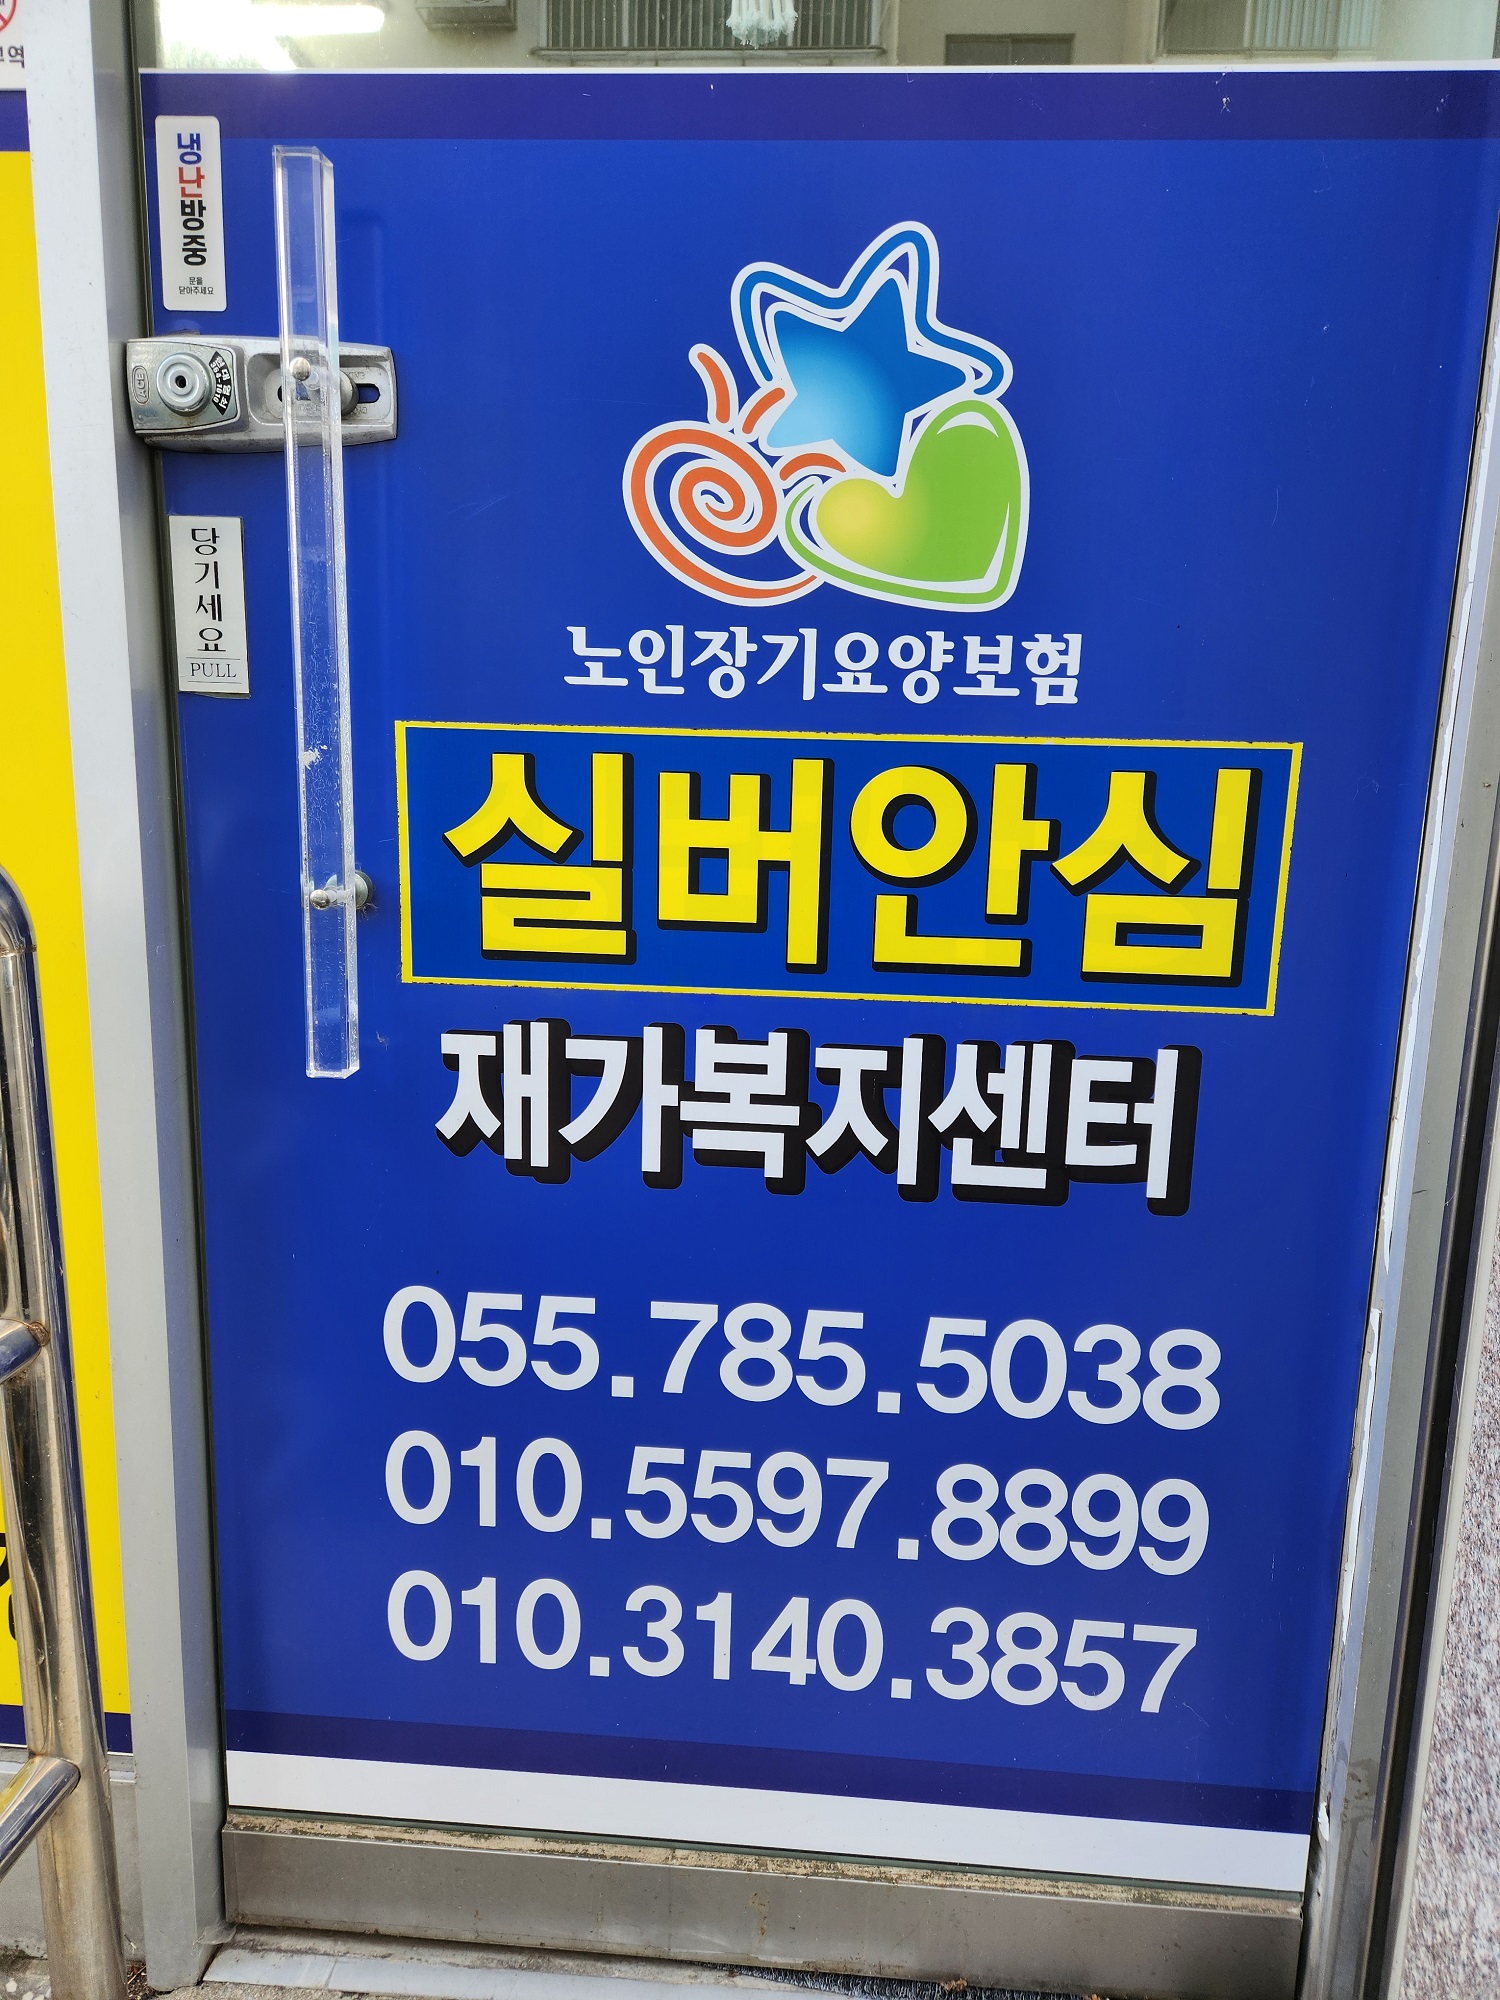 냉난방중
문을
닫아주세요
당기세요
PULL
노인장기요양보험
실버안심
재가복지센터
055.785.5038
010.5597.8899
010.3140.3857